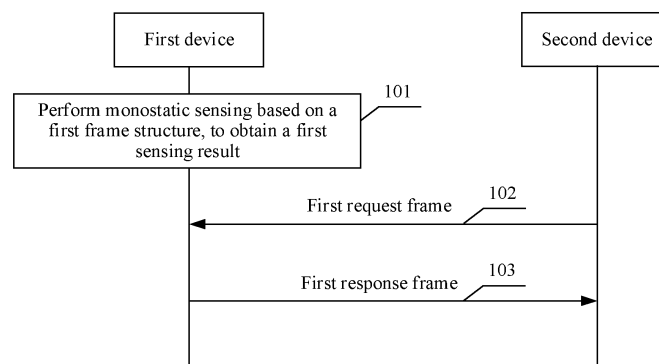 First device
Second device
101
Perform monostatic sensing based on a
first frame structure, to obtain a first
sensing result
102
First request frame
103
First response frame